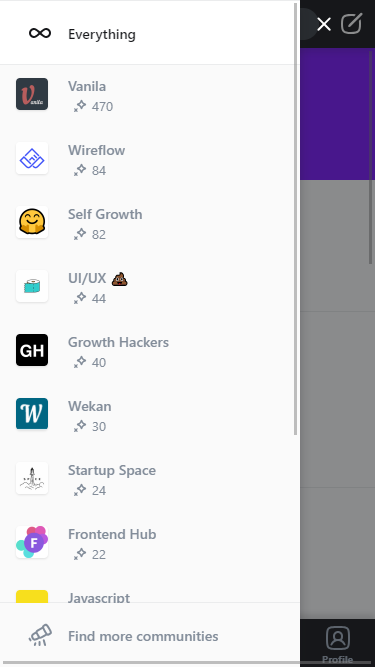 Everything
Vanila
470
Wireflow
84
Self Growth
82
UI/UX 💩
44
GH
Growth Hackers
40
W
Wekan
30
Startup Space
24
F
Frontend Hub
22
Javascript
Find more communities
Profile